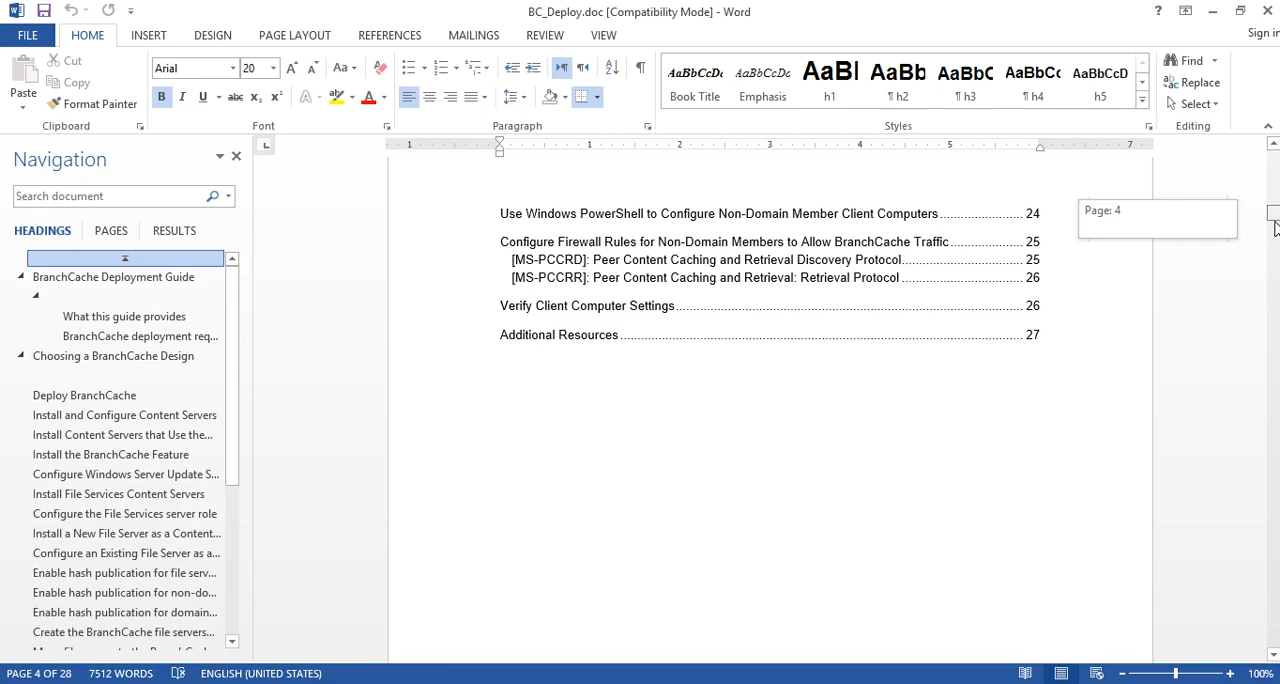 BC_Deploy.doc [Compatibility Mode] - Word
?
FILE HOME INSERT DESIGN PAGE LAYOUT REFERENCES MAILINGS REVIEW VIEW
Sign in
Paste
Cut
Copy
Format Painter
Clipboard
Arial 20
Font
Paragraph
AaBbCcDc AaBbCcDc AaBI AaBb AaBbC AaBbCc AaBbCcD
Book Title Emphasis h1 ¶ h2 ¶ h3 ¶ h4 h5
Styles
Find
Replace
Select
Editing
Navigation
Search document
HEADINGS PAGES RESULTS
BranchCache Deployment Guide
What this guide provides
BranchCache deployment req...
Choosing a BranchCache Design
Deploy BranchCache
Install and Configure Content Servers
Install Content Servers that Use the...
Install the BranchCache Feature
Configure Windows Server Update S...
Install File Services Content Servers
Configure the File Services server role
Install a New File Server as a Content...
Configure an Existing File Server as a...
Enable hash publication for file serv...
Enable hash publication for non-do...
Enable hash publication for domain...
Create the BranchCache file servers...
1 1 2 3 4 5 7
Use Windows PowerShell to Configure Non-Domain Member Client Computers 24
Configure Firewall Rules for Non-Domain Members to Allow BranchCache Traffic 25
[MS-PCCRD]: Peer Content Caching and Retrieval Discovery Protocol 25
[MS-PCCRR]: Peer Content Caching and Retrieval: Retrieval Protocol 26
Verify Client Computer Settings 26
Additional Resources 27
Page: 4
PAGE 4 OF 28 7512 WORDS ENGLISH (UNITED STATES)
100%